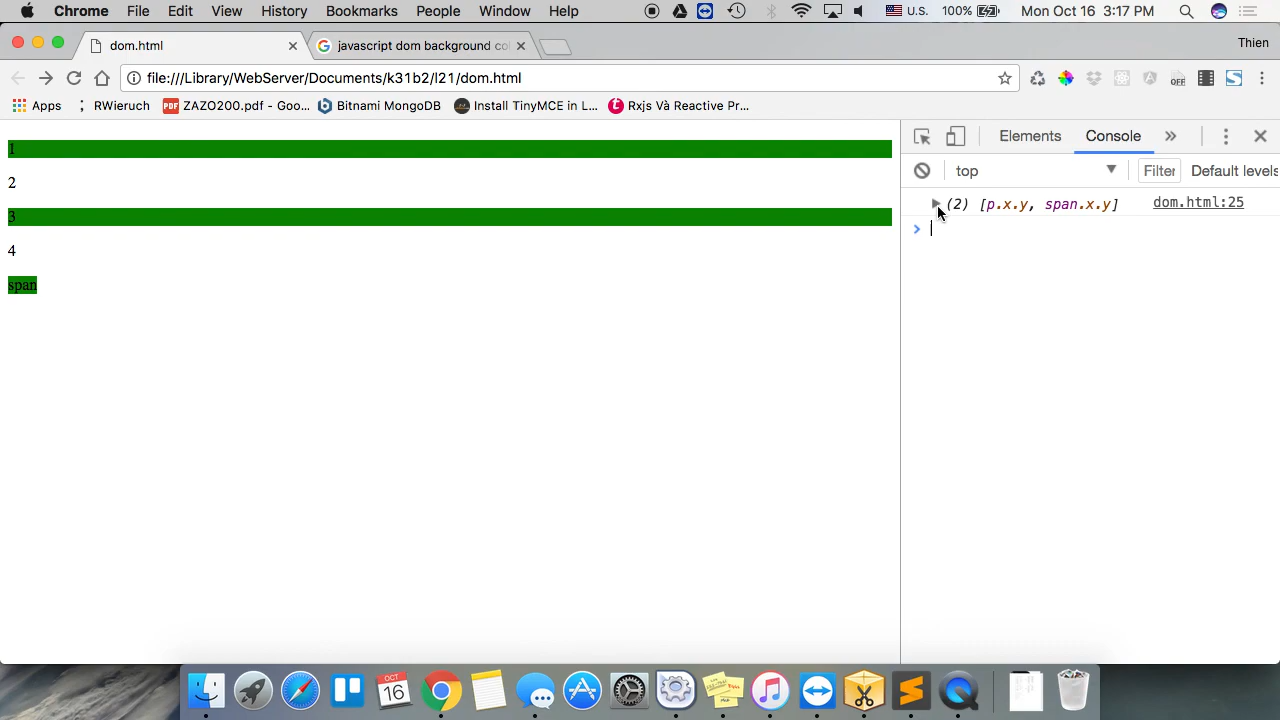 Chrome File Edit View History Bookmarks People Window Help U.S. 100% Mon Oct 16 3:17 PM
dom.html javascript dom background co Thien
file:///Library/WebServer/Documents/k31b2/l21/dom.html OFF
Apps RWieruch PDF ZAZO200.pdf - Goo... Bitnami MongoDB Install TinyMCE in L... t Rxjs Và Reactive Pr...
Elements Console
top Filter Default levels
1
2
3
4
span
(2) [p.x.y, span.x.y] dom.html:25
OCT
16